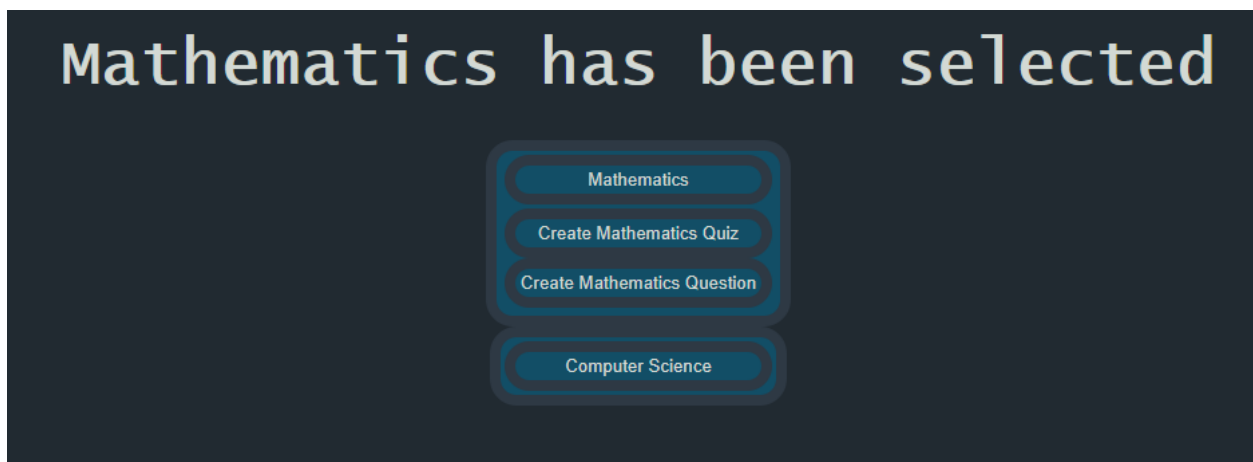 Mathematics has been selected
Mathematics
Create Mathematics Quiz
Create Mathematics Question
Computer Science